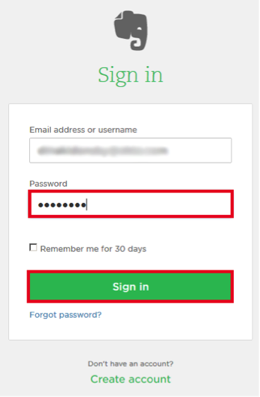 Sign in
Email address or username
Password
Remember me for 30 days
Sign in
Forgot password?
Don't have an account?
Create account